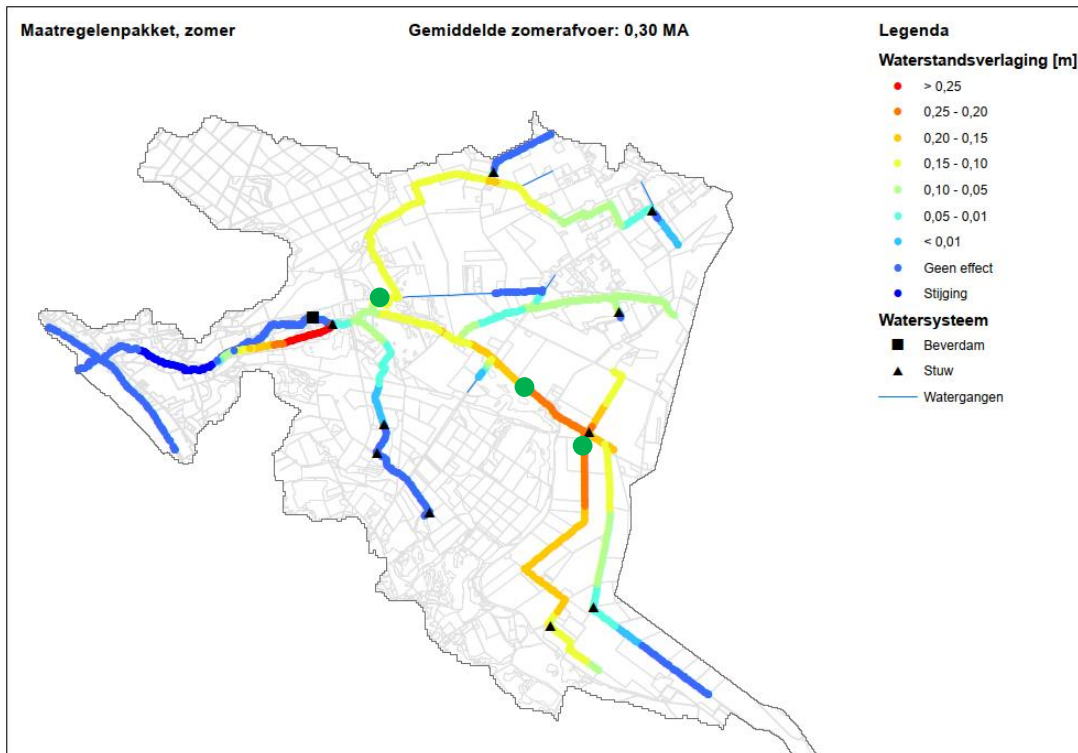 Maatregelenpakket, zomer
Gemiddelde zomerafvoer: 0,30 MA
Legenda
Waterstandsverlaging [m]
> 0,25
0,25 - 0,20
0,20 - 0,15
0,15 - 0,10
0,10 - 0,05
0,05 - 0,01
< 0,01
Geen effect
Stijging
Watersysteem
Beverdam
Stuw
Watergangen